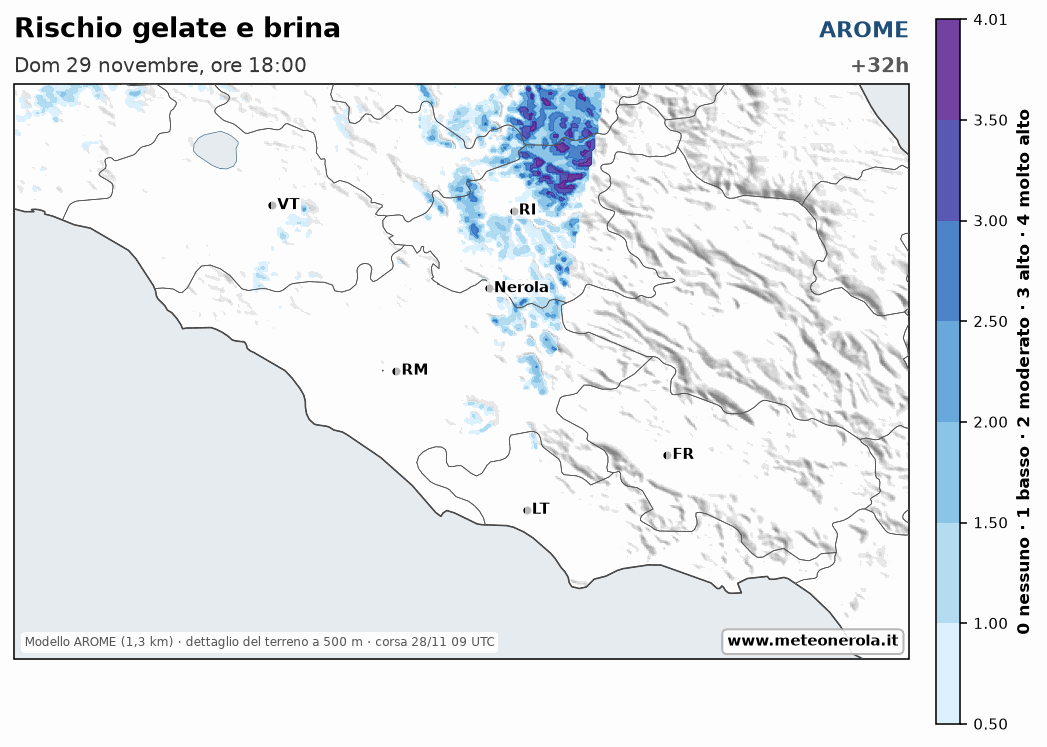 Rischio gelate e brina
AROME
Dom 29 novembre, ore 18:00
+32h
VT
RI
Nerola
RM
FR
LT
Modello AROME (1,3 km) · dettaglio del terreno a 500 m · corsa 28/11 09 UTC
www.meteonerola.it
4.01
3.50
3.00
2.50
2.00
1.50
1.00
0.50
0 nessuno · 1 basso · 2 moderato · 3 alto · 4 molto alto